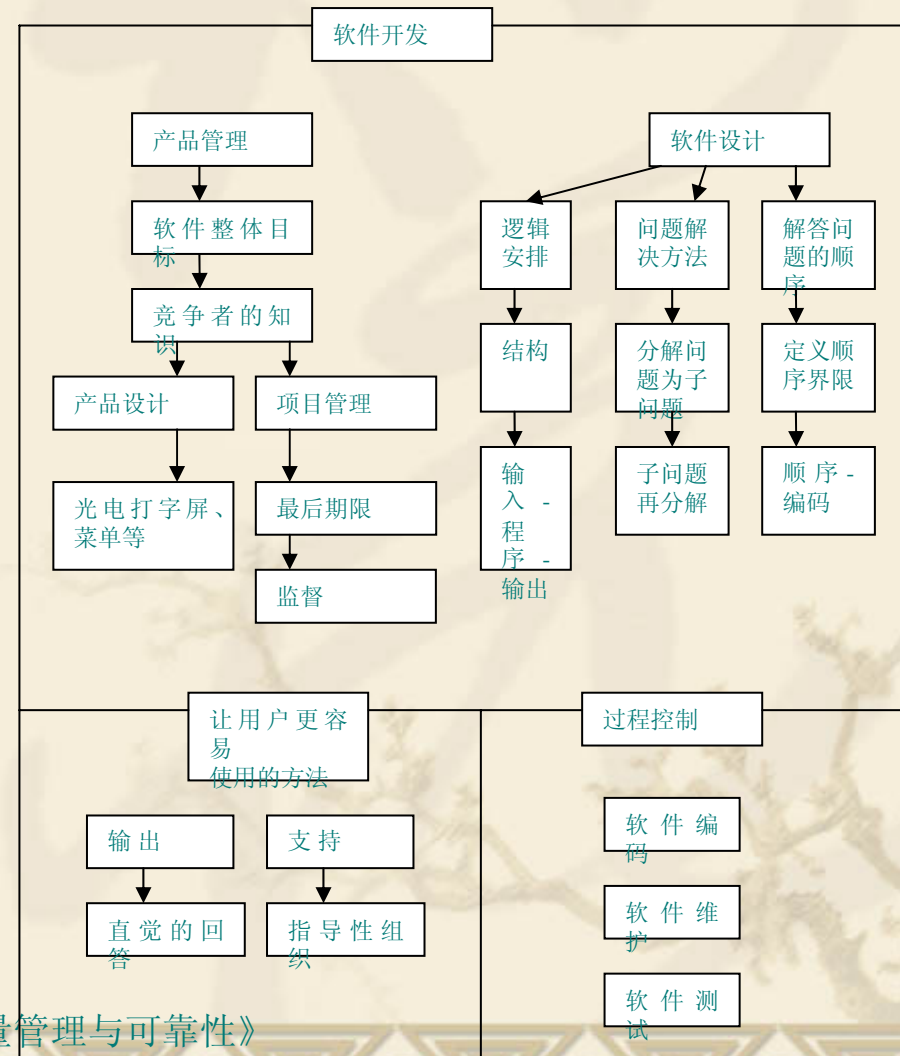 软件开发
产品管理
软件整体目
标
竞争者的知
识
产品设计
项目管理
光电打字屏、
菜单等
最后期限
监督
软件设计
逻辑
安排
问题解
决方法
解答问
题的顺
序
结构
分解问
题为子
问题
定义顺
序界限
输
入 -
程
序 -
输出
子问题
再分解
顺 序 -
编码
让用户更容
易
使用的方法
输出
支持
直觉的回
答
指导性组
织
过程控制
软件编
码
软件维
护
软件测
试
管理与可靠性》